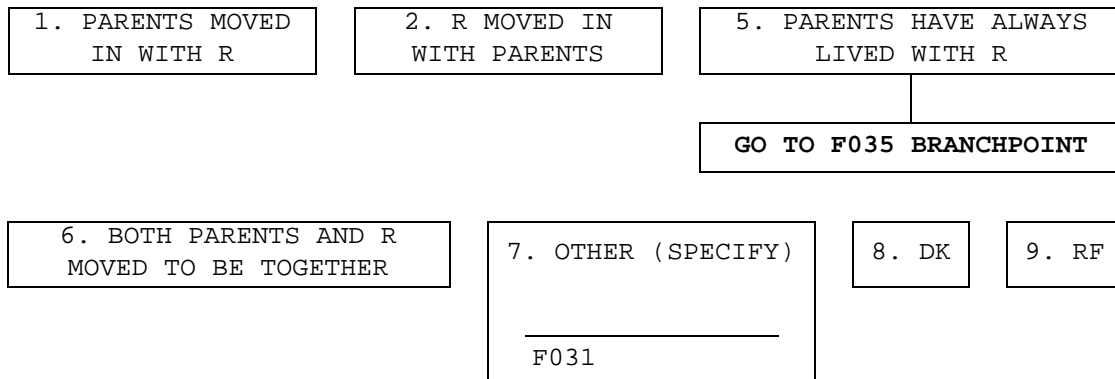 1. PARENTS MOVED
IN WITH R
2. R MOVED IN
WITH PARENTS
5. PARENTS HAVE ALWAYS
LIVED WITH R
GO TO F035 BRANCHPOINT
6. BOTH PARENTS AND R
MOVED TO BE TOGETHER
7. OTHER (SPECIFY)
F031
8. DK
9. RF